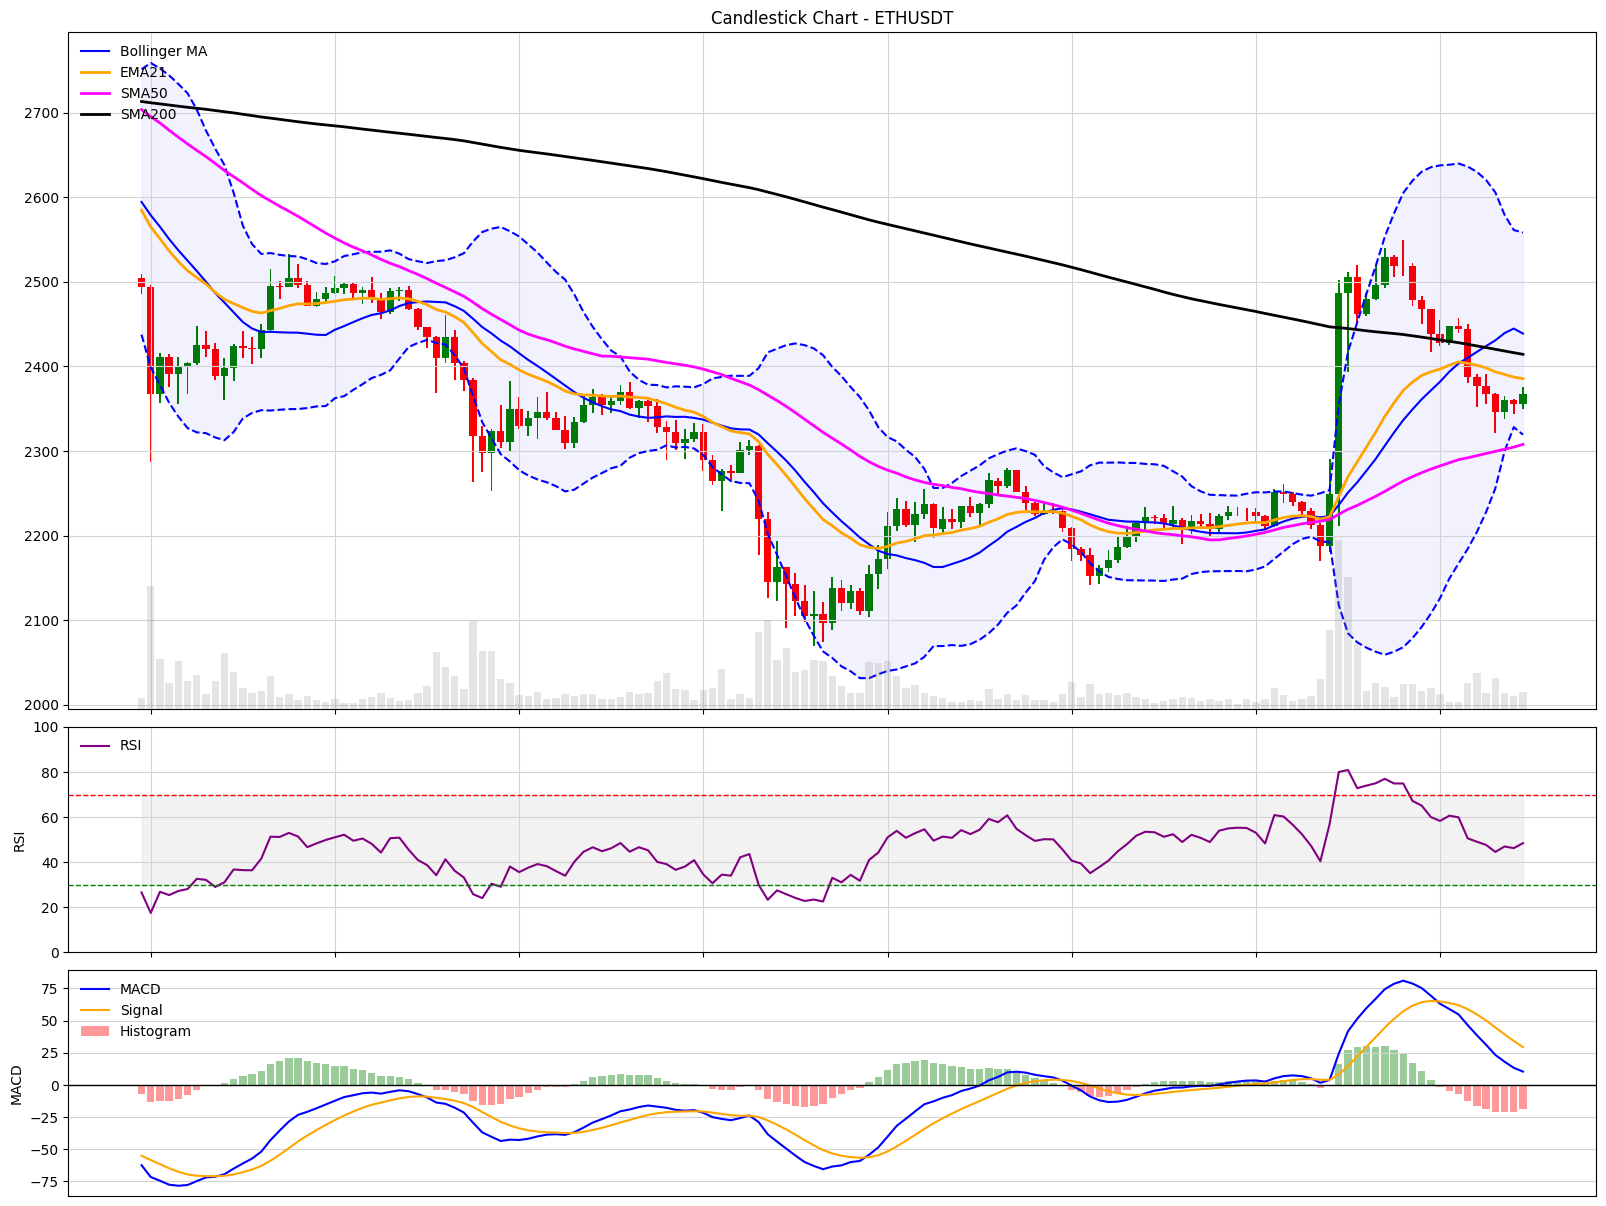 Candlestick Chart - ETHUSDT
Bollinger MA
EMA21
SMA50
SMA200
2700
2600
2500
2400
2300
2200
2100
2000
RSI
100
80
60
40
20
0
RSI
MACD
Signal
Histogram
75
50
25
0
−25
−50
−75
MACD